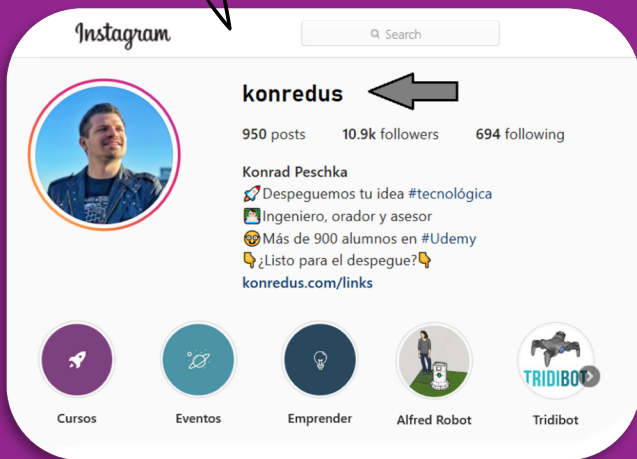 Instagram
Search
konredus
950 posts 10.9k followers 694 following
Konrad Peschka
🚀Despeguemos tu idea #tecnológica
👨🏻‍💻Ingeniero, orador y asesor
🤓Más de 900 alumnos en #Udemy
👇¿Listo para el despegue?👇
konredus.com/links
TRIDIBOT
Cursos Eventos Emprender Alfred Robot Tridibot